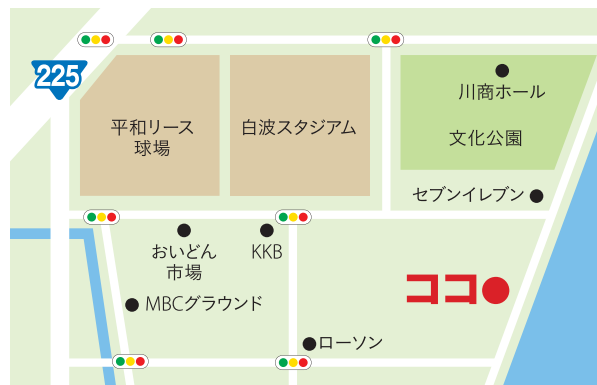 225
川商ホール
平和リース
球場
白波スタジアム
文化公園
セブンイレブン
おいどん
市場
KKB
ココ
MBCグラウンド
ローソン